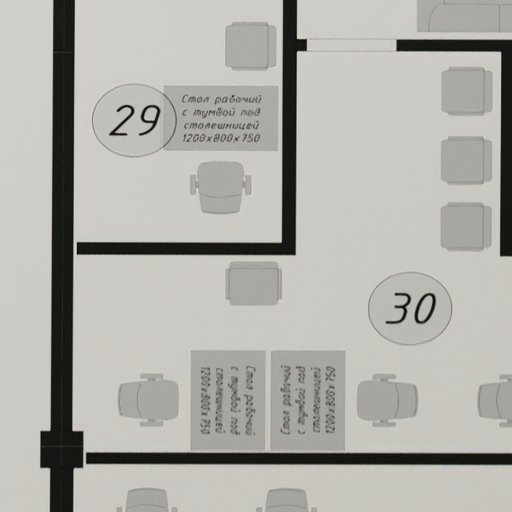 29
Стол рабочий
с тумбой под
столешницей
1200х800х750
30
Стол рабочий
с тумбой под
столешницей
1200х800х750
Стол рабочий
с тумбой под
столешницей
1200х800х750